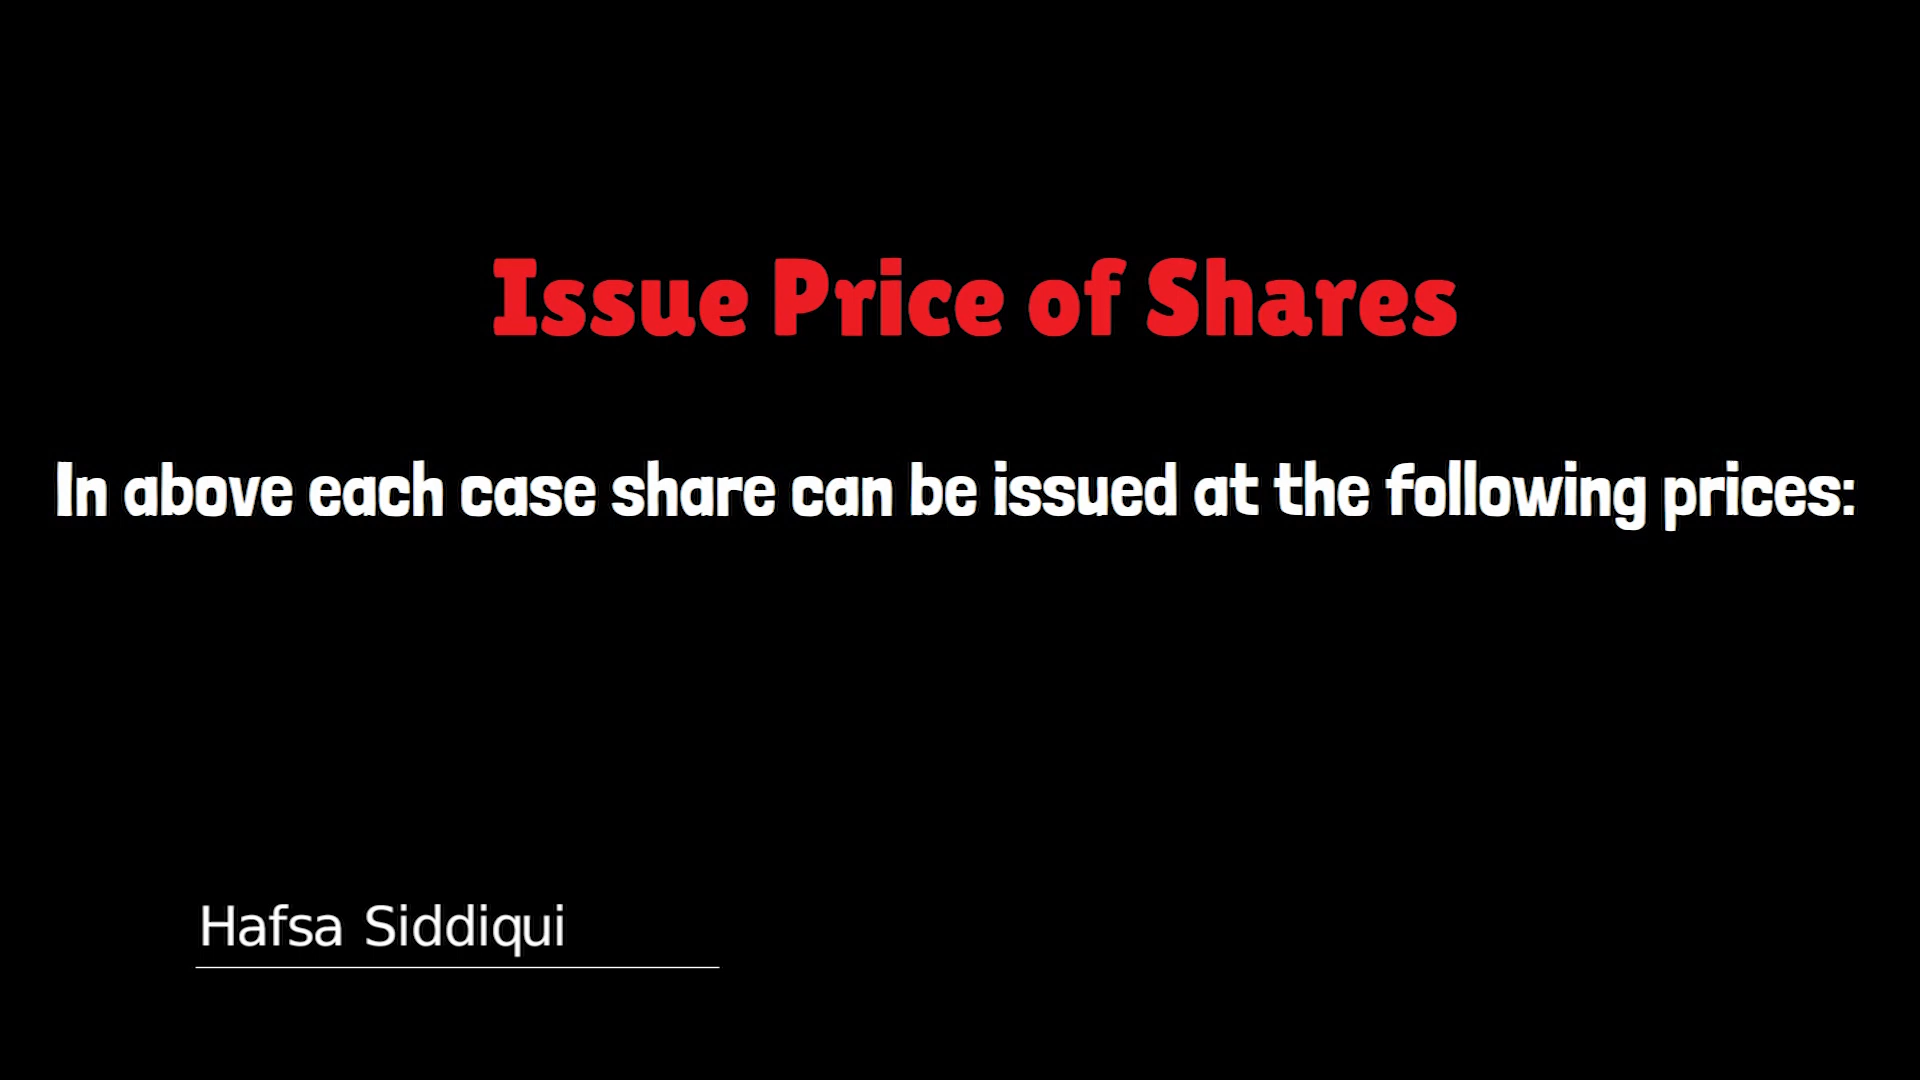 Issue Price of Shares
In above each case share can be issued at the following prices:
Hafsa Siddiqui